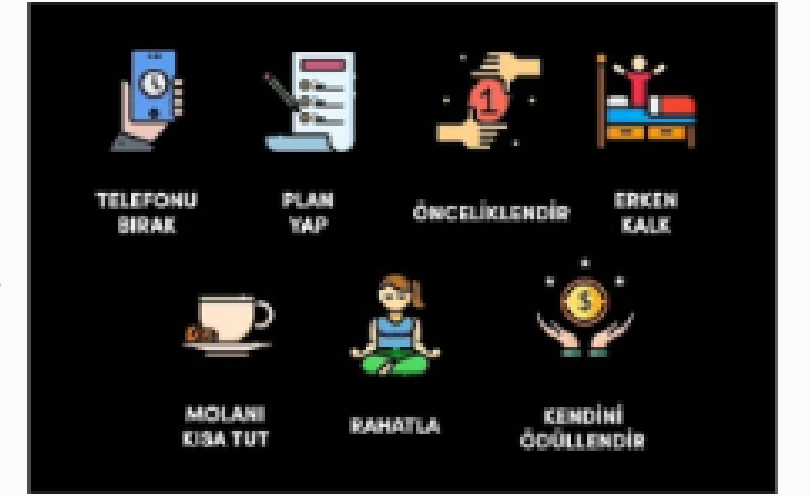 TELEFONU
BIRAK
PLAN
YAP
ÖNCELİKLENDİR
ERKEN
KALK
MOLANI
KISA TUT
RAHATLA
KENDİNİ
ÖDÜLLENDİR